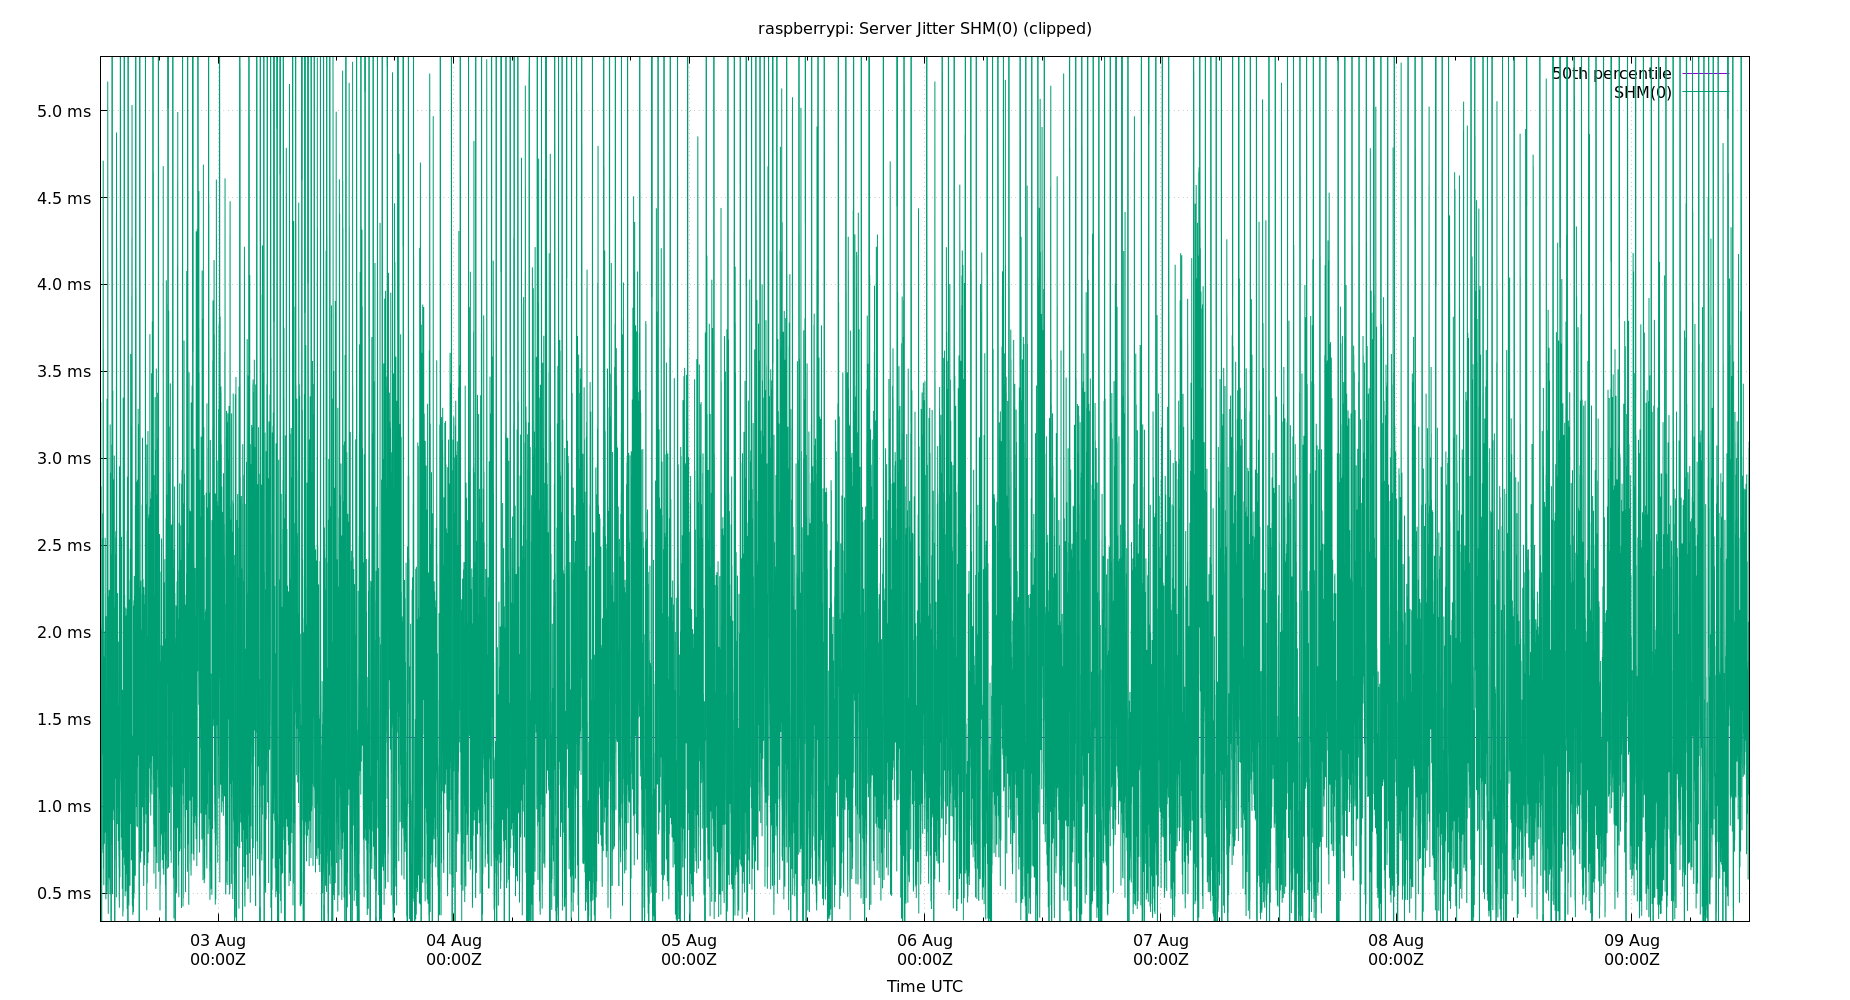 raspberrypi: Server Jitter SHM(0) (clipped)
50th percentile
SHM(0)
5.0 ms
4.5 ms
4.0 ms
3.5 ms
3.0 ms
2.5 ms
2.0 ms
1.5 ms
1.0 ms
0.5 ms
03 Aug 04 Aug 05 Aug 06 Aug 07 Aug 08 Aug 09 Aug
00:00Z 00:00Z 00:00Z 00:00Z 00:00Z 00:00Z 00:00Z
Time UTC